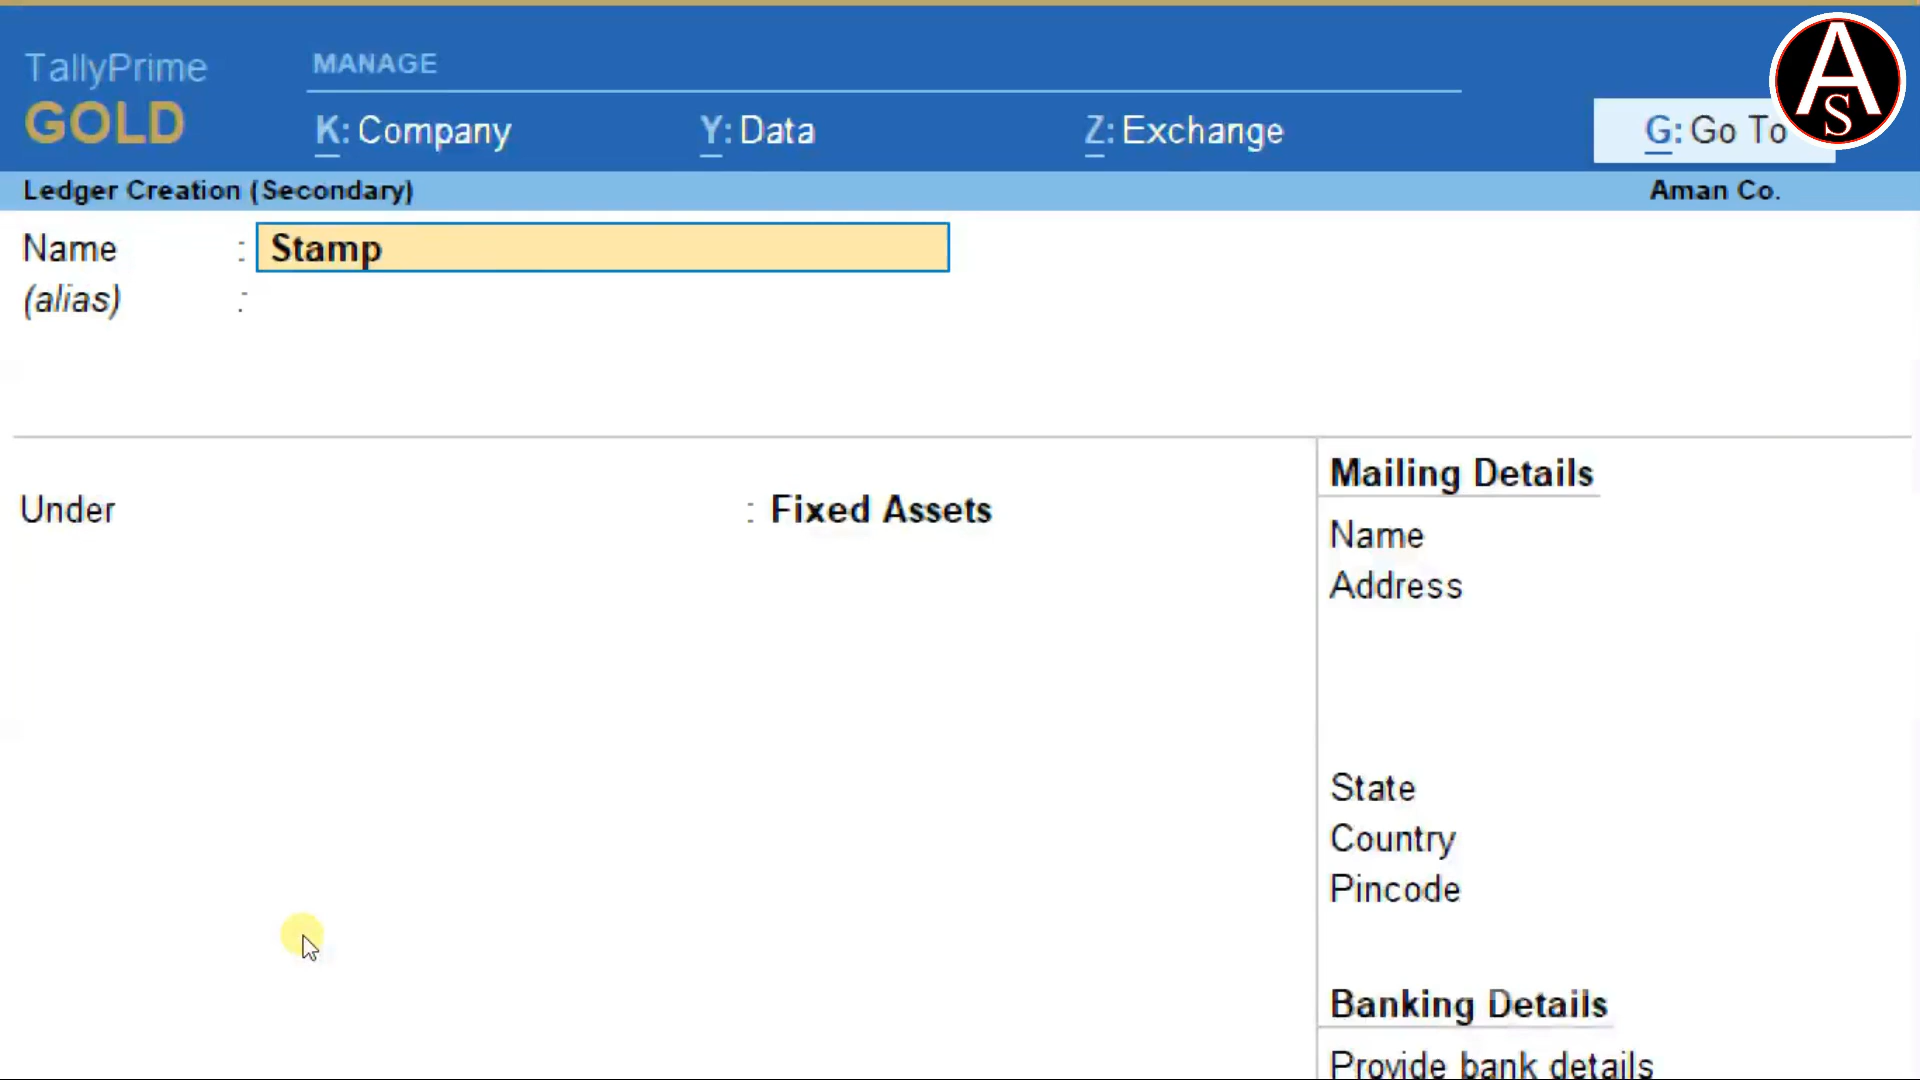 TallyPrime
GOLD
MANAGE
K: Company
Y: Data
Z: Exchange
G: Go To
AS
Ledger Creation (Secondary)
Aman Co.
Name : Stamp
(alias) :
Under : Fixed Assets
Mailing Details
Name
Address
State
Country
Pincode
Banking Details
Provide bank details